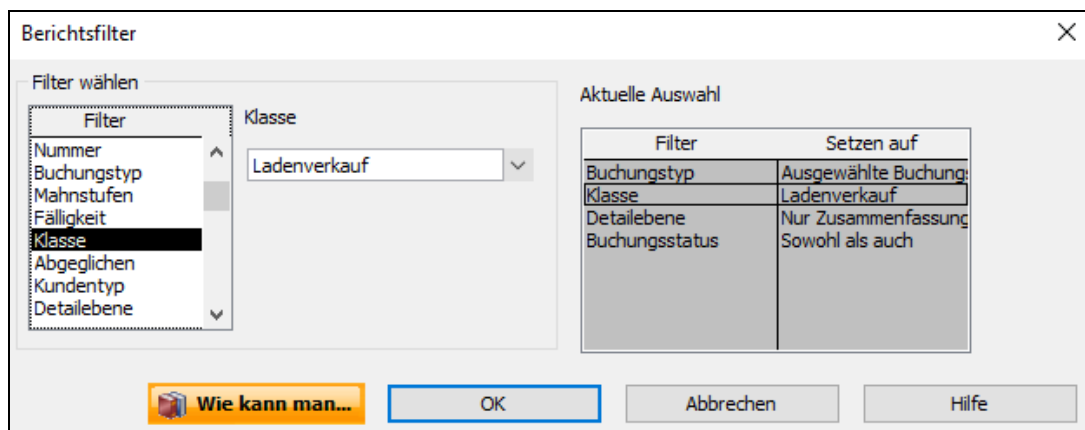 Berichtsfilter
Filter wählen
Filter
Nummer
Buchungstyp
Mahnstufen
Fälligkeit
Klasse
Abgeglichen
Kundentyp
Detailebene
Klasse
Ladenverkauf
Aktuelle Auswahl
Filter Setzen auf
Buchungstyp Ausgewählte Buchung
Klasse Ladenverkauf
Detailebene Nur Zusammenfassung
Buchungsstatus Sowohl als auch
Wie kann man... OK Abbrechen Hilfe